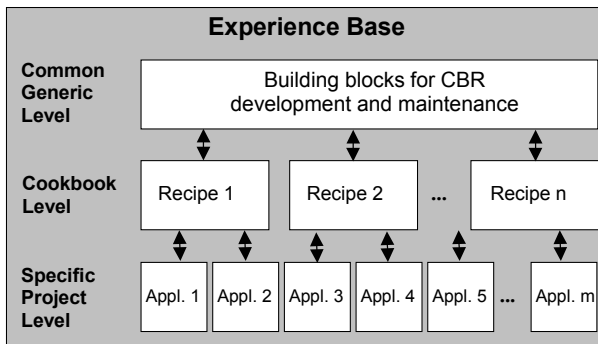 Experience Base
Common
Generic
Level
Building blocks for CBR
development and maintenance
Cookbook
Level
Recipe 1
Recipe 2
...
Recipe n
Specific
Project
Level
Appl. 1
Appl. 2
Appl. 3
Appl. 4
Appl. 5
...
Appl. m